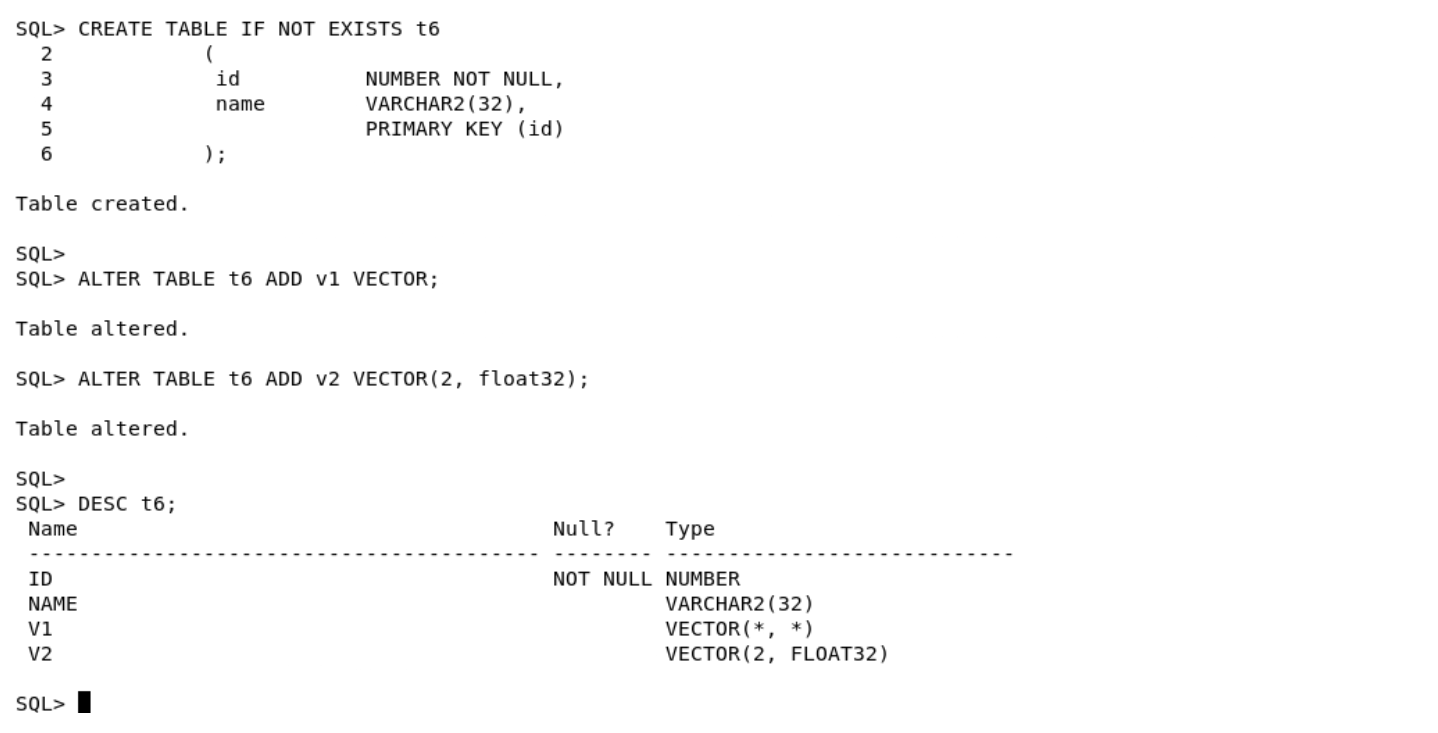 SQL> CREATE TABLE IF NOT EXISTS t6
  2            (
  3             id          NUMBER NOT NULL,
  4             name        VARCHAR2(32),
  5                         PRIMARY KEY (id)
  6            );
Table created.
SQL>
SQL> ALTER TABLE t6 ADD v1 VECTOR;
Table altered.
SQL> ALTER TABLE t6 ADD v2 VECTOR(2, float32);
Table altered.
SQL>
SQL> DESC t6;
 Name                                      Null?    Type
 ----------------------------------------- -------- ----------------------------
 ID                                        NOT NULL NUMBER
 NAME                                               VARCHAR2(32)
 V1                                                 VECTOR(*, *)
 V2                                                 VECTOR(2, FLOAT32)
SQL>